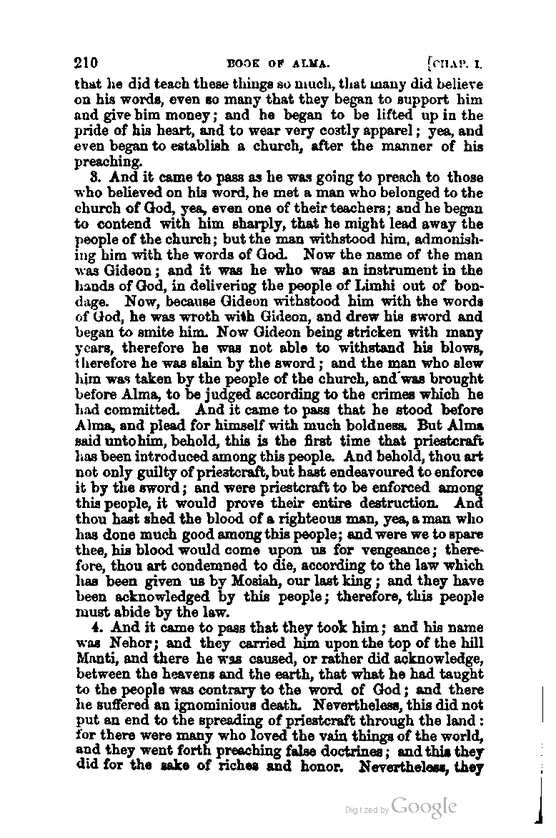 210 BOOK OF ALMA. [CHAP. I.
that he did teach these things so much, that many did believe
on his words, even so many that they began to support him
and give him money; and he began to be lifted up in the
pride of his heart, and to wear very costly apparel; yea, and
even began to establish a church, after the manner of his
preaching.
3. And it came to pass as he was going to preach to those
who believed on his word, he met a man who belonged to the
church of God, yea, even one of their teachers; and he began
to contend with him sharply, that he might lead away the
people of the church; but the man withstood him, admonish-
ing him with the words of God. Now the name of the man
was Gideon; and it was he who was an instrument in the
hands of God, in delivering the people of Limhi out of bon-
dage. Now, because Gideon withstood him with the words
of God, he was wroth with Gideon, and drew his sword and
began to smite him. Now Gideon being stricken with many
years, therefore he was not able to withstand his blows,
therefore he was slain by the sword; and the man who slew
him was taken by the people of the church, and was brought
before Alma, to be judged according to the crimes which he
had committed. And it came to pass that he stood before
Alma, and plead for himself with much boldness. But Alma
said unto him, behold, this is the first time that priestcraft
has been introduced among this people. And behold, thou art
not only guilty of priestcraft, but hast endeavoured to enforce
it by the sword; and were priestcraft to be enforced among
this people, it would prove their entire destruction. And
thou hast shed the blood of a righteous man, yea, a man who
has done much good among this people; and were we to spare
thee, his blood would come upon us for vengeance; there-
fore, thou art condemned to die, according to the law which
has been given us by Mosiah, our last king; and they have
been acknowledged by this people; therefore, this people
must abide by the law.
4. And it came to pass that they took him; and his name
was Nehor; and they carried him upon the top of the hill
Manti, and there he was caused, or rather did acknowledge,
between the heavens and the earth, that what he had taught
to the people was contrary to the word of God; and there
he suffered an ignominious death. Nevertheless, this did not
put an end to the spreading of priestcraft through the land:
for there were many who loved the vain things of the world,
and they went forth preaching false doctrines; and this they
did for the sake of riches and honor. Nevertheless, they
Digitized by Google